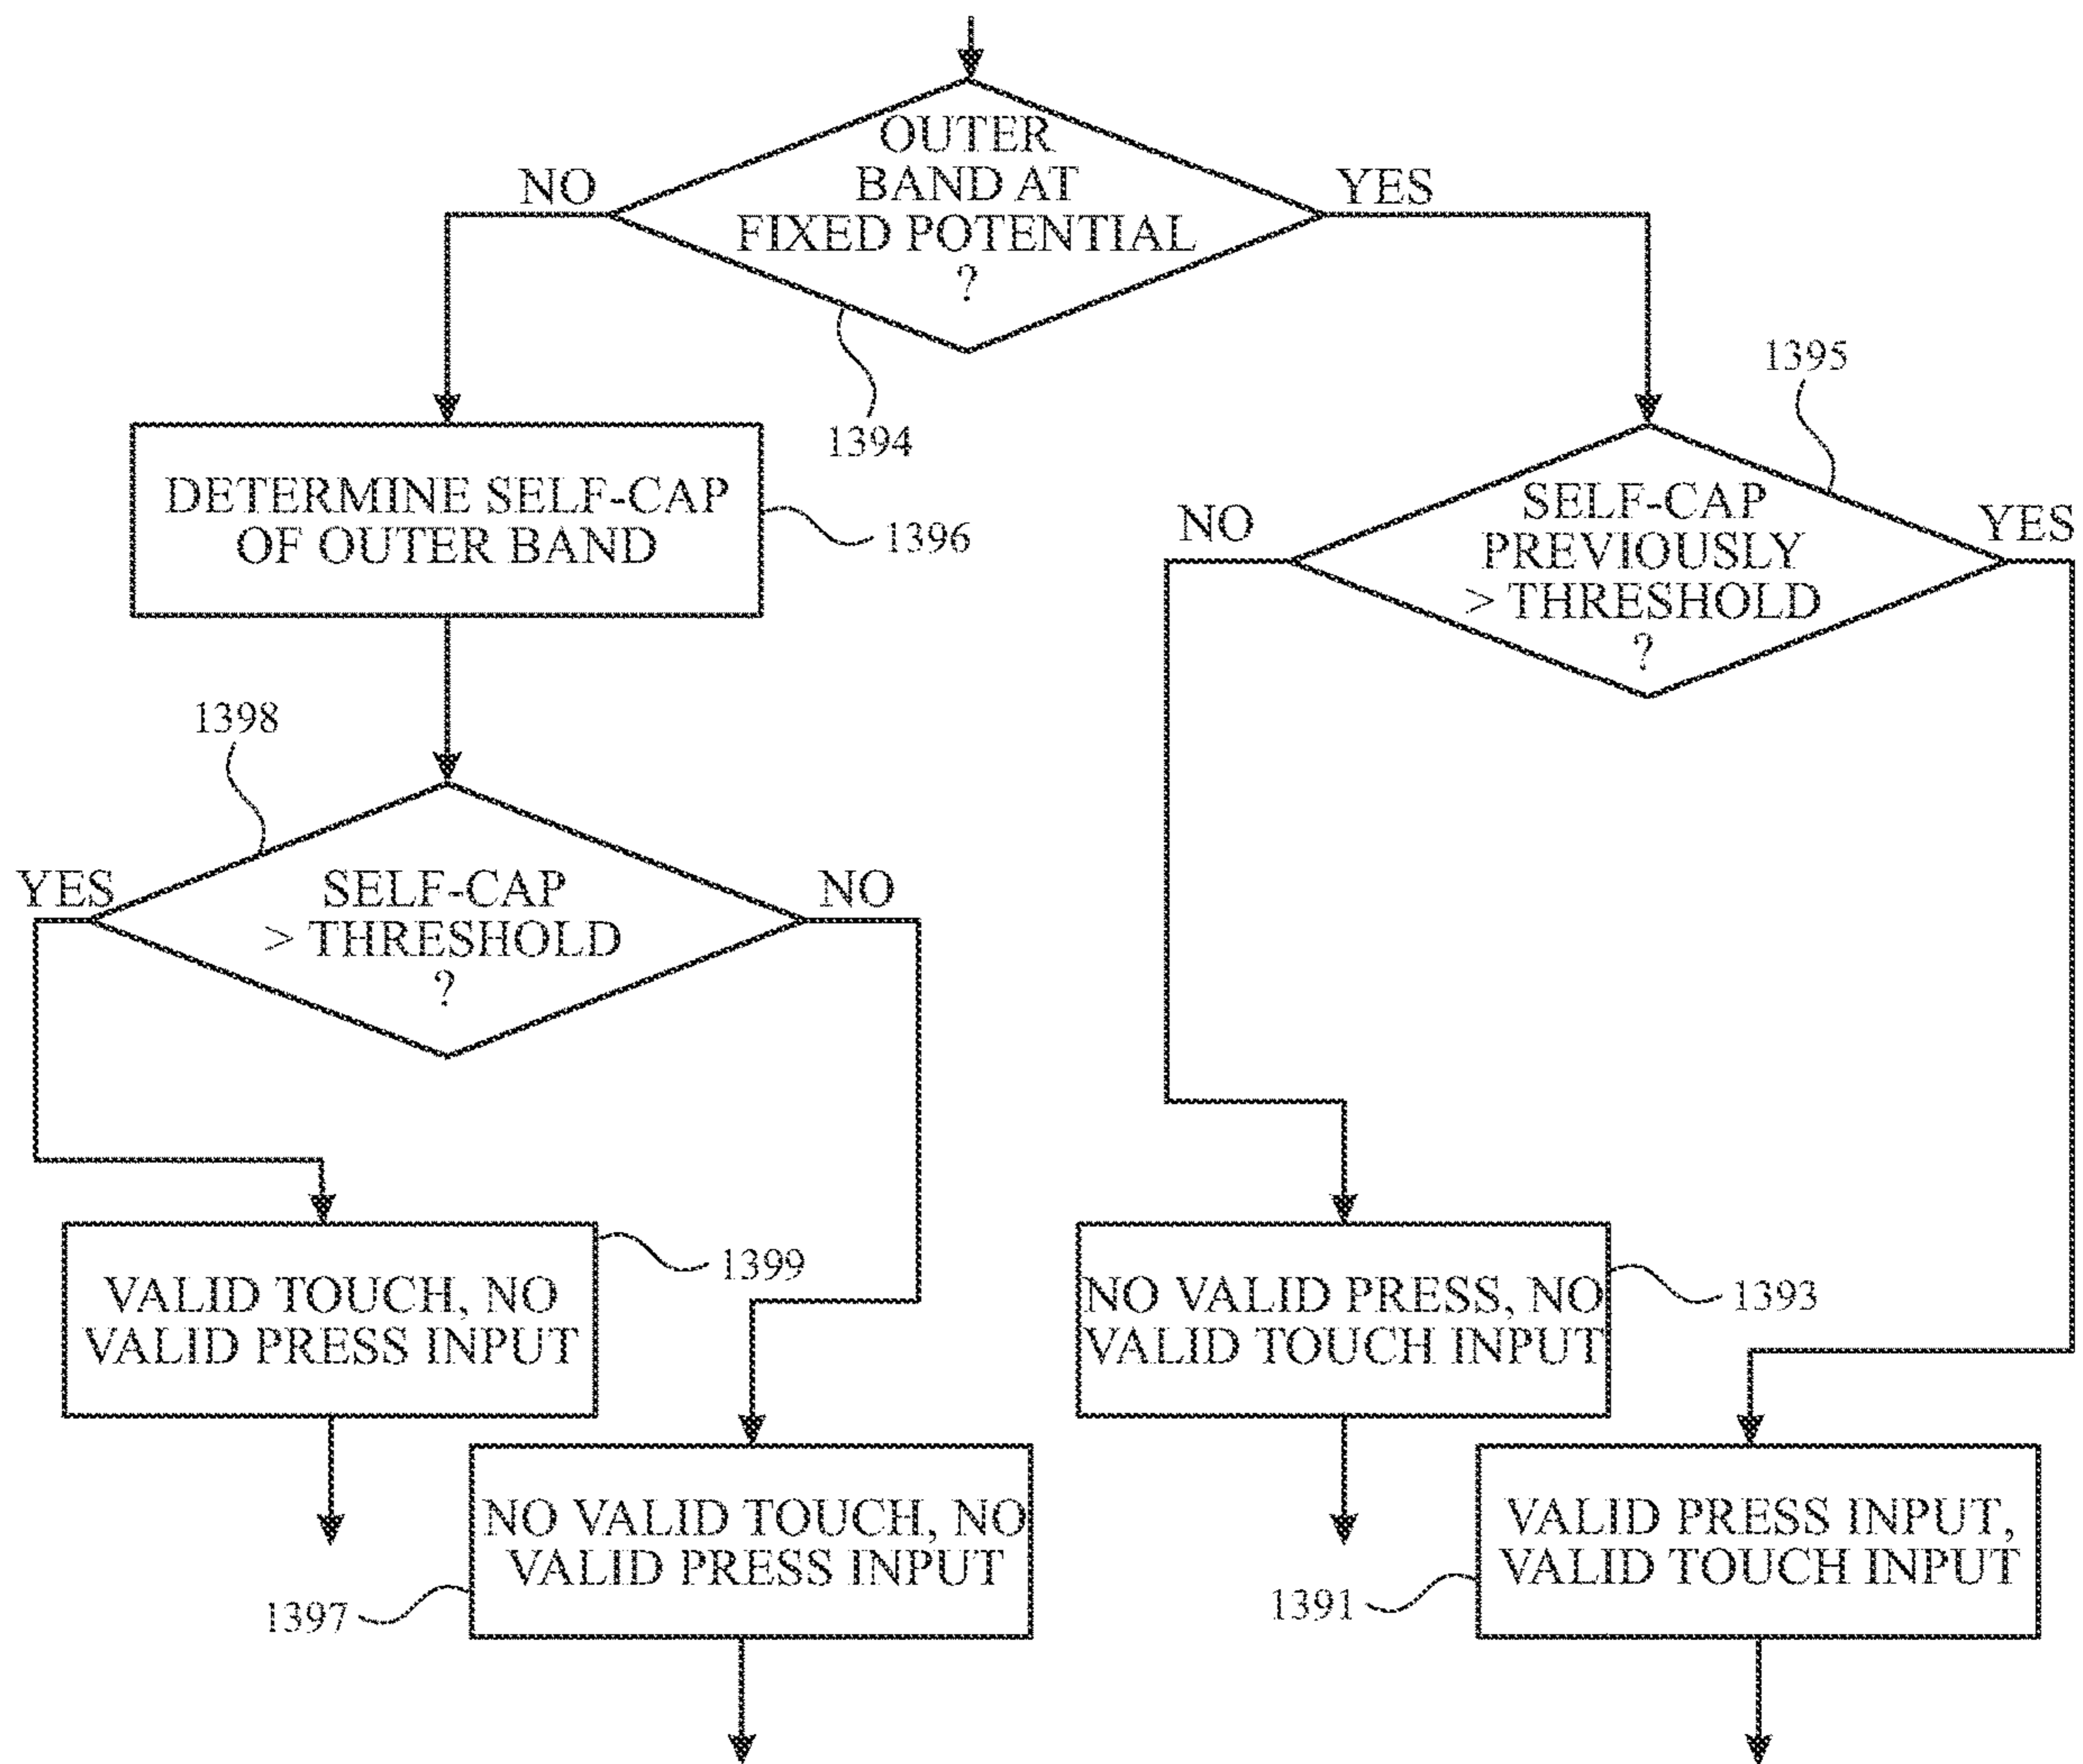 OUTER
BAND AT
FIXED POTENTIAL
?
NO
YES
1394
1395
DETERMINE SELF-CAP
OF OUTER BAND
1396
SELF-CAP
PREVIOUSLY
> THRESHOLD
?
NO
YES
1398
SELF-CAP
> THRESHOLD
?
YES
NO
VALID TOUCH, NO
VALID PRESS INPUT
1399
NO VALID TOUCH, NO
VALID PRESS INPUT
1397
NO VALID PRESS, NO
VALID TOUCH INPUT
1393
VALID PRESS INPUT,
VALID TOUCH INPUT
1391